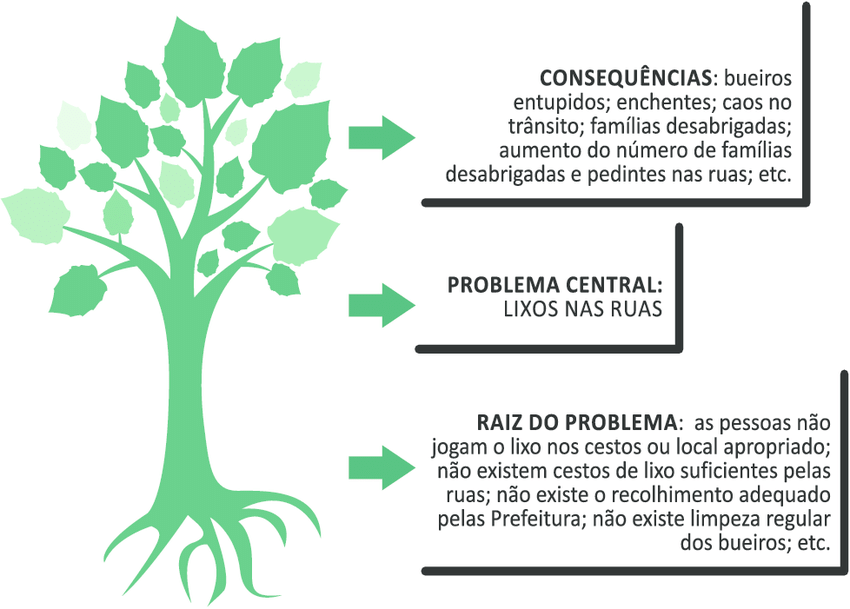 CONSEQUÊNCIAS: bueiros
entupidos; enchentes; caos no
trânsito; famílias desabrigadas;
aumento do número de famílias
desabrigadas e pedintes nas ruas; etc.
PROBLEMA CENTRAL:
LIXOS NAS RUAS
RAIZ DO PROBLEMA: as pessoas não
jogam o lixo nos cestos ou local apropriado;
não existem cestos de lixo suficientes pelas
ruas; não existe o recolhimento adequado
pelas Prefeitura; não existe limpeza regular
dos bueiros; etc.